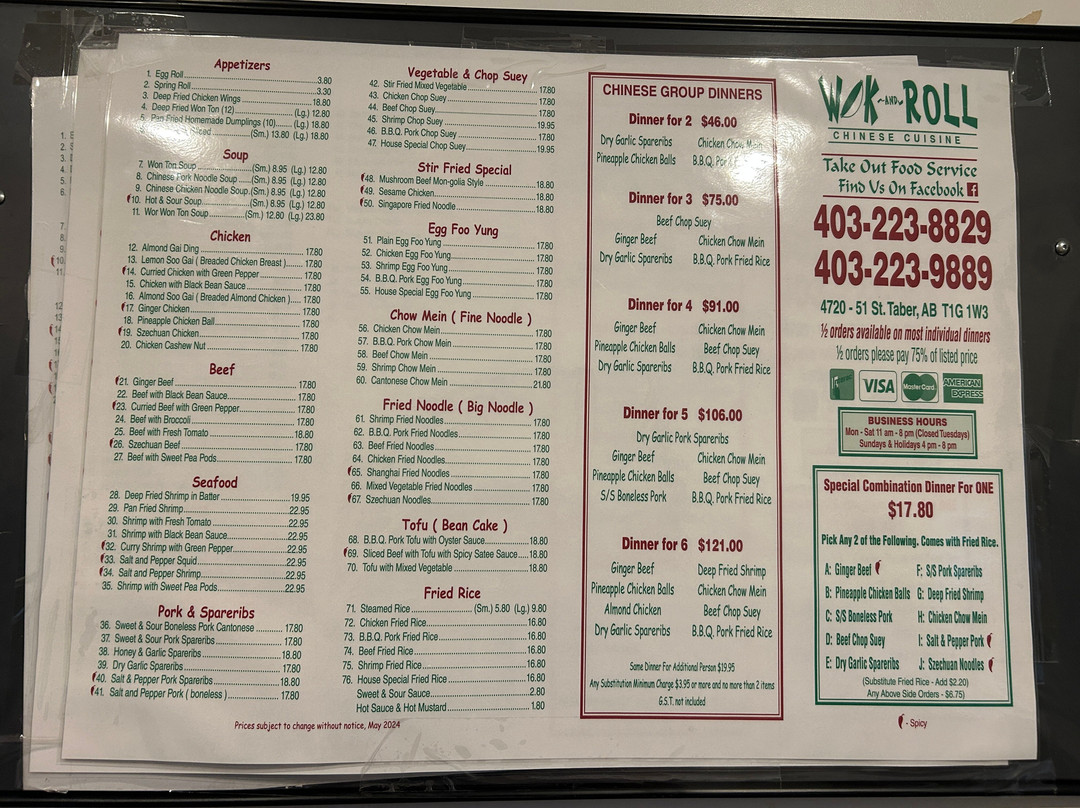 Appetizers
1. Egg Roll 3.80
2. Spring Roll 3.30
3. Deep Fried Chicken Wings 18.80
4. Deep Fried Won Ton (12) (Lg.) 12.80
5. Pan Fried Homemade Dumplings (10) (Lg.) 18.80
Sliced (Sm.) 13.80 (Lg.) 18.80
Soup
7. Won Ton Soup (Sm.) 8.95 (Lg.) 12.80
8. Chinese Pork Noodle Soup (Sm.) 8.95 (Lg.) 12.80
9. Chinese Chicken Noodle Soup (Sm.) 8.95 (Lg.) 12.80
10. Hot & Sour Soup (Sm.) 8.95 (Lg.) 12.80
11. Wor Won Ton Soup (Sm.) 12.80 (Lg.) 23.80
Chicken
12. Almond Gai Ding 17.80
13. Lemon Soo Gai ( Breaded Chicken Breast ) 17.80
14. Curried Chicken with Green Pepper 17.80
15. Chicken with Black Bean Sauce 17.80
16. Almond Soo Gai ( Breaded Almond Chicken ) 17.80
17. Ginger Chicken 17.80
18. Pineapple Chicken Ball 17.80
19. Szechuan Chicken 17.80
20. Chicken Cashew Nut 17.80
Beef
21. Ginger Beef 17.80
22. Beef with Black Bean Sauce 17.80
23. Curried Beef with Green Pepper 17.80
24. Beef with Broccoli 17.80
25. Beef with Fresh Tomato 18.80
26. Szechuan Beef 17.80
27. Beef with Sweet Pea Pods 17.80
Seafood
28. Deep Fried Shrimp in Batter 19.95
29. Pan Fried Shrimp 22.95
30. Shrimp with Fresh Tomato 22.95
31. Shrimp with Black Bean Sauce 22.95
32. Curry Shrimp with Green Pepper 22.95
33. Salt and Pepper Squid 22.95
34. Salt and Pepper Shrimp 22.95
35. Shrimp with Sweet Pea Pods 22.95
Pork & Spareribs
36. Sweet & Sour Boneless Pork Cantonese 17.80
37. Sweet & Sour Pork Spareribs 17.80
38. Honey & Garlic Spareribs 18.80
39. Dry Garlic Spareribs 17.80
40. Salt & Pepper Pork Spareribs 18.80
41. Salt and Pepper Pork ( boneless ) 17.80
Prices subject to change without notice, May 2024
Vegetable & Chop Suey
42. Stir Fried Mixed Vegetable 17.80
43. Chicken Chop Suey 17.80
44. Beef Chop Suey 17.80
45. Shrimp Chop Suey 19.95
46. B.B.Q. Pork Chop Suey 17.80
47. House Special Chop Suey 19.95
Stir Fried Special
48. Mushroom Beef Mon-golia Style 18.80
49. Sesame Chicken 18.80
50. Singapore Fried Noodle 18.80
Egg Foo Yung
51. Plain Egg Foo Yung 17.80
52. Chicken Egg Foo Yung 17.80
53. Shrimp Egg Foo Yung 17.80
54. B.B.Q. Pork Egg Foo Yung 17.80
55. House Special Egg Foo Yung 17.80
Chow Mein ( Fine Noodle )
56. Chicken Chow Mein 17.80
57. B.B.Q. Pork Chow Mein 17.80
58. Beef Chow Mein 17.80
59. Shrimp Chow Mein 17.80
60. Cantonese Chow Mein 21.80
Fried Noodle ( Big Noodle )
61. Shrimp Fried Noodles 17.80
62. B.B.Q. Pork Fried Noodles 17.80
63. Beef Fried Noodles 17.80
64. Chicken Fried Noodles 17.80
65. Shanghai Fried Noodles 17.80
66. Mixed Vegetable Fried Noodles 17.80
67. Szechuan Noodles 17.80
Tofu ( Bean Cake )
68. B.B.Q. Pork Tofu with Oyster Sauce 18.80
69. Sliced Beef with Tofu with Spicy Satee Sauce 18.80
70. Tofu with Mixed Vegetable 18.80
Fried Rice
71. Steamed Rice (Sm.) 5.80 (Lg.) 9.80
72. Chicken Fried Rice 16.80
73. B.B.Q. Pork Fried Rice 16.80
74. Beef Fried Rice 16.80
75. Shrimp Fried Rice 16.80
76. House Special Fried Rice 16.80
Sweet & Sour Sauce 2.80
Hot Sauce & Hot Mustard 1.80
CHINESE GROUP DINNERS
Dinner for 2 $46.00
Dry Garlic Spareribs Chicken Chow Mein
Pineapple Chicken Balls B.B.Q.
Dinner for 3 $75.00
Beef Chop Suey
Ginger Beef Chicken Chow Mein
Dry Garlic Spareribs B.B.Q. Pork Fried Rice
Dinner for 4 $91.00
Ginger Beef Chicken Chow Mein
Pineapple Chicken Balls Beef Chop Suey
Dry Garlic Spareribs B.B.Q. Pork Fried Rice
Dinner for 5 $106.00
Dry Garlic Pork Spareribs
Ginger Beef Chicken Chow Mein
Pineapple Chicken Balls Beef Chop Suey
S/S Boneless Pork B.B.Q. Pork Fried Rice
Dinner for 6 $121.00
Ginger Beef Deep Fried Shrimp
Pineapple Chicken Balls Chicken Chow Mein
Almond Chicken Beef Chop Suey
Dry Garlic Spareribs B.B.Q. Pork Fried Rice
Same Dinner For Additional Person $19.95
Any Substitution Minimum Charge $3.95 or more and no more than 2 items
G.S.T. not included
WOK AND ROLL
CHINESE CUISINE
Take Out Food Service
Find Us On Facebook f
403-223-8829
403-223-9889
4720 - 51 St. Taber, AB T1G 1W3
½ orders available on most individual dinners
½ orders please pay 75% of listed price
VISA MasterCard AMERICAN EXPRESS
BUSINESS HOURS
Mon - Sat 11 am - 8 pm (Closed Tuesdays)
Sundays & Holidays 4 pm - 8 pm
Special Combination Dinner For ONE
$17.80
Pick Any 2 of the Following. Comes with Fried Rice.
A: Ginger Beef F: S/S Pork Spareribs
B: Pineapple Chicken Balls G: Deep Fried Shrimp
C: S/S Boneless Pork H: Chicken Chow Mein
D: Beef Chop Suey I: Salt & Pepper Pork
E: Dry Garlic Spareribs J: Szechuan Noodles
(Substitute Fried Rice - Add $2.20)
Any Above Side Orders - $6.75)
- Spicy